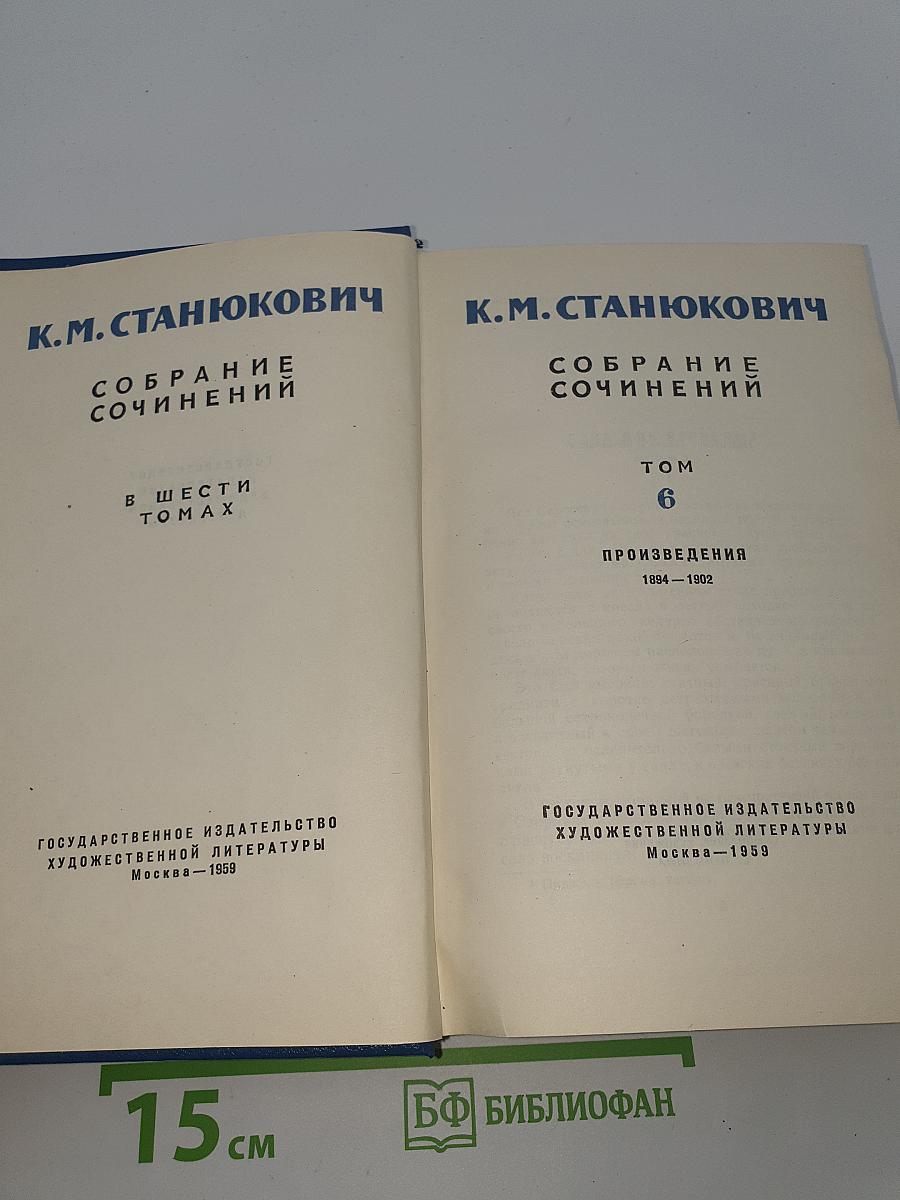 К.М.СТАНЮКОВИЧ
СОБРАНИЕ
СОЧИНЕНИЙ
В ШЕСТИ
ТОМАХ
ГОСУДАРСТВЕННОЕ ИЗДАТЕЛЬСТВО
ХУДОЖЕСТВЕННОЙ ЛИТЕРАТУРЫ
Москва—1959
К.М.СТАНЮКОВИЧ
СОБРАНИЕ
СОЧИНЕНИЙ
ТОМ
6
ПРОИЗВЕДЕНИЯ
1894—1902
ГОСУДАРСТВЕННОЕ ИЗДАТЕЛЬСТВО
ХУДОЖЕСТВЕННОЙ ЛИТЕРАТУРЫ
Москва—1959
15 см
БФ БИБЛИОФАН